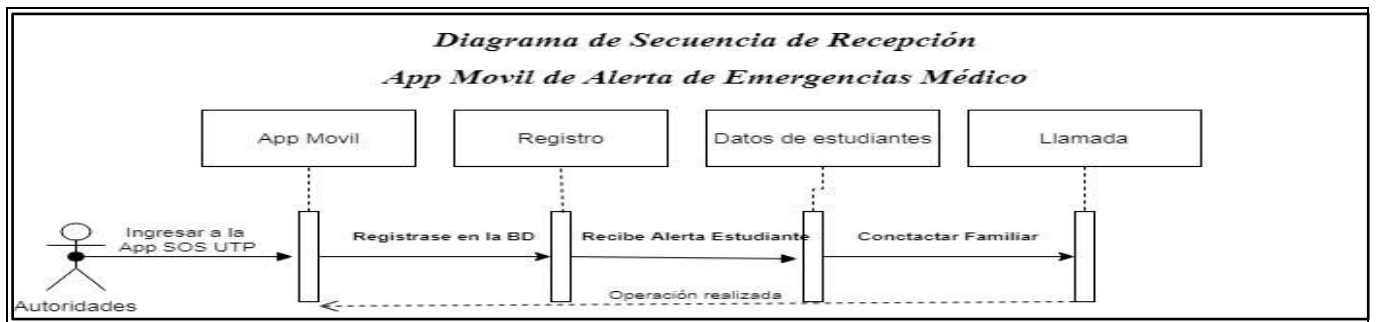 Diagrama de Secuencia de Recepción
App Movil de Alerta de Emergencias Médico
App Movil
Registro
Datos de estudiantes
Llamada
Ingresar a la
App SOS UTP
Registrase en la BD
Recibe Alerta Estudiante
Conctactar Familiar
Operación realizada
Autoridades